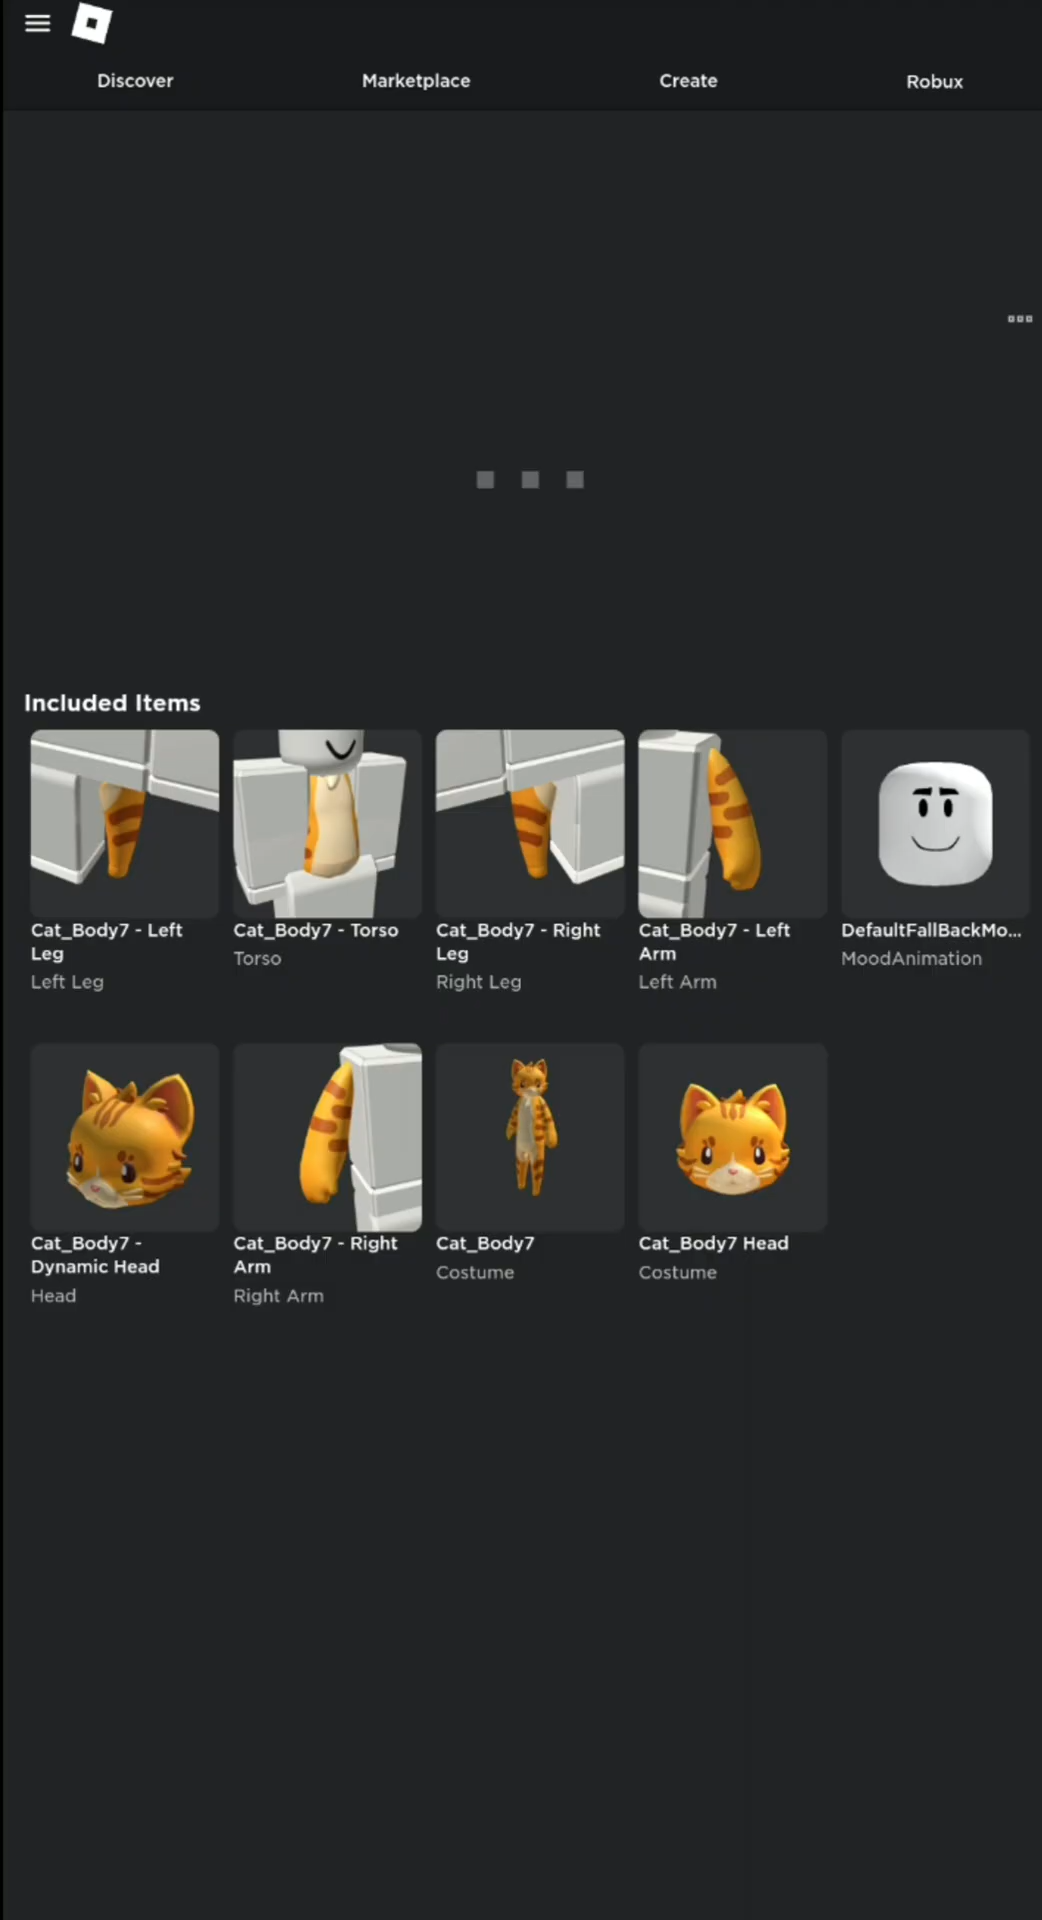 Discover
Marketplace
Create
Robux
Included Items
Cat_Body7 - Left
Leg
Left Leg
Cat_Body7 - Torso
Torso
Cat_Body7 - Right
Leg
Right Leg
Cat_Body7 - Left
Arm
Left Arm
DefaultFallBackMo...
MoodAnimation
Cat_Body7 -
Dynamic Head
Head
Cat_Body7 - Right
Arm
Right Arm
Cat_Body7
Costume
Cat_Body7 Head
Costume